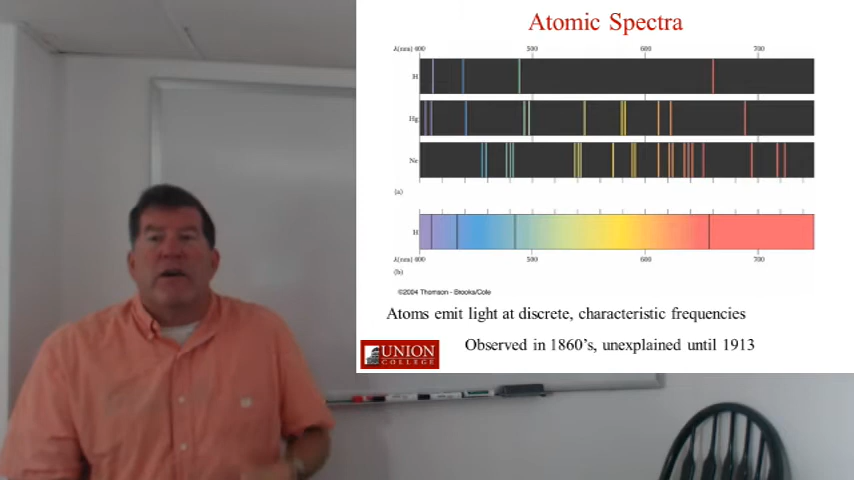 Atomic Spectra
λ(nm) 400 500 600 700
H
Hg
Ne
(a)
H
λ(nm) 400 500 600 700
(b)
©2004 Thomson - Brooks/Cole
Atoms emit light at discrete, characteristic frequencies
UNION
COLLEGE
Observed in 1860's, unexplained until 1913